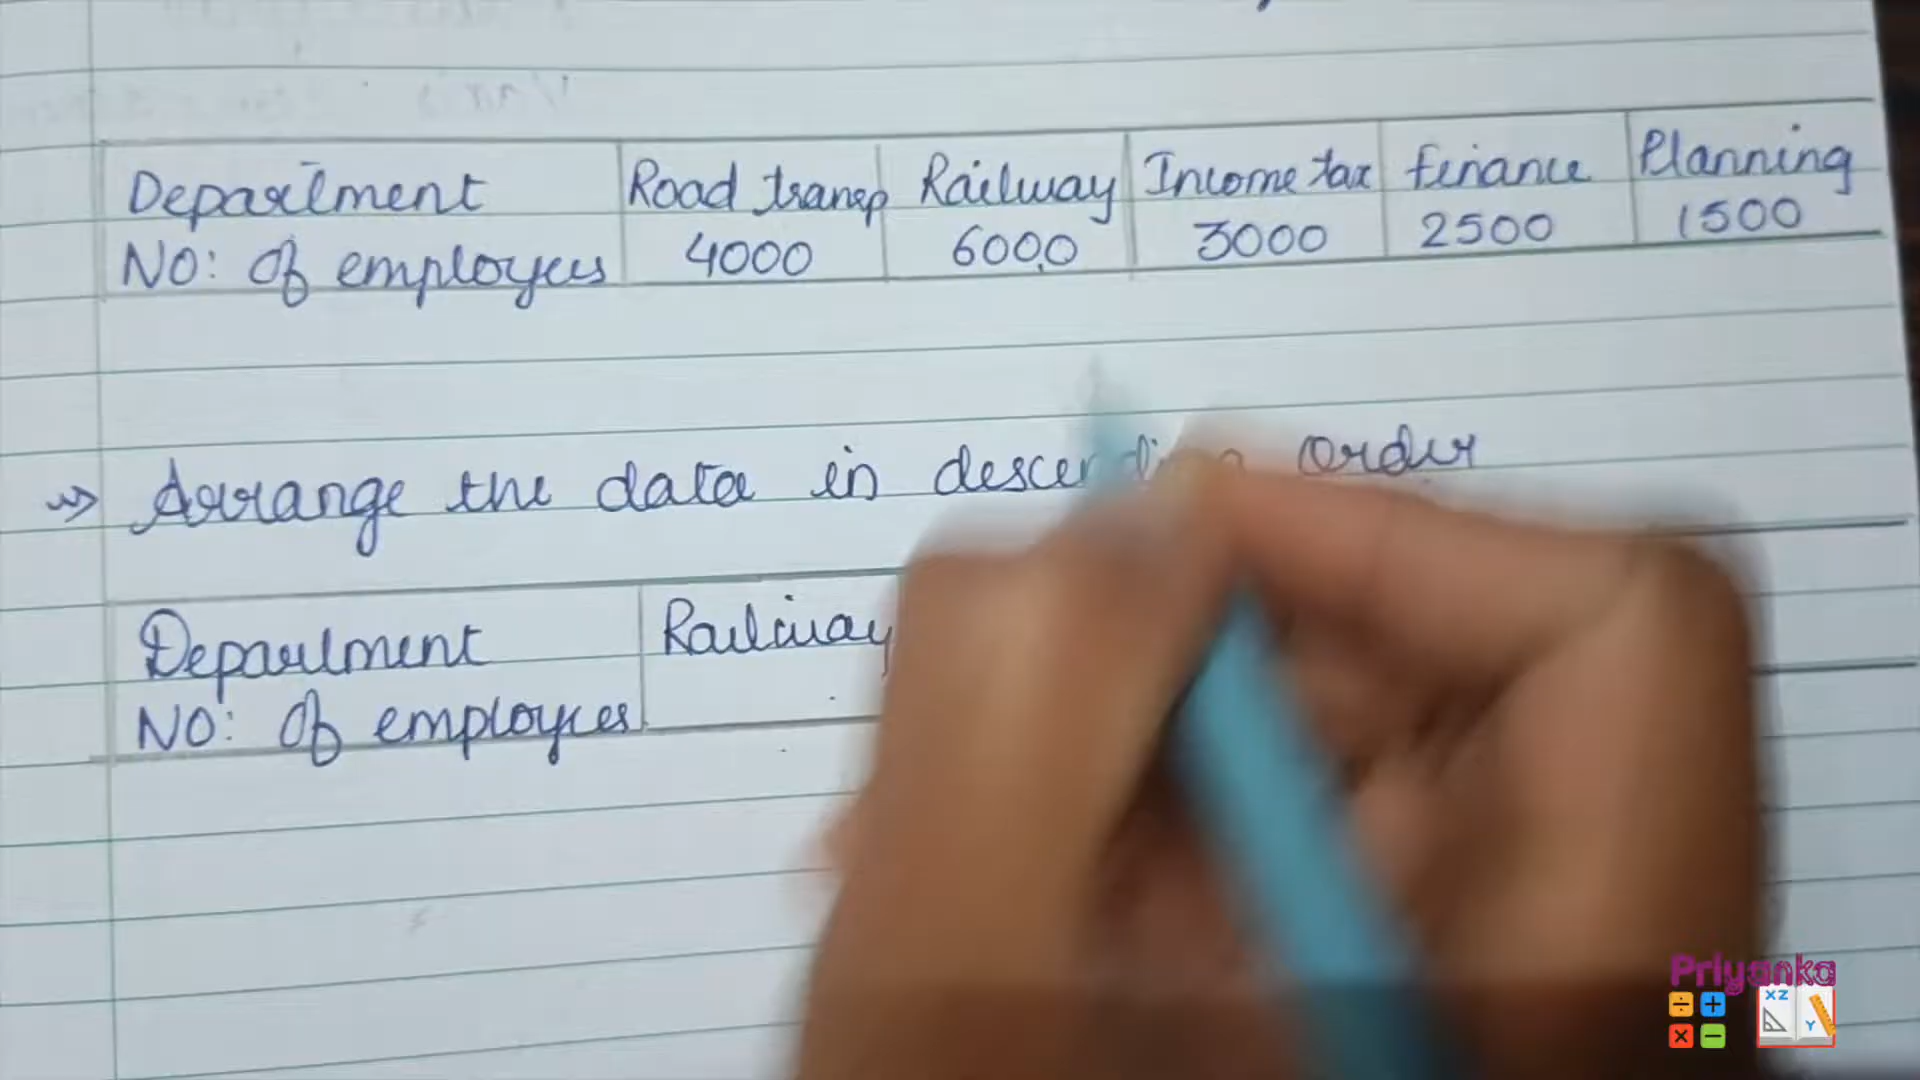 Department Road transp Railway Income tax finance Planning
NO: Of employees 4000 6000 3000 2500 1500
Arrange the data in order
Department Railway
NO: Of employees
Priyanka
XZ
Y